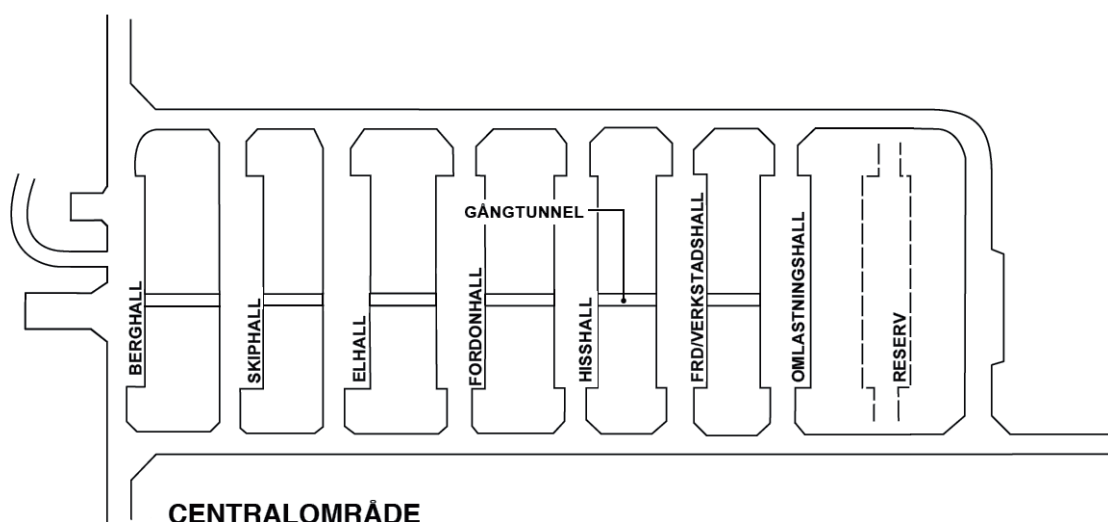 GÅNGTUNNEL
BERGHALL
SKIPHALL
ELHALL
FORDONHALL
HISSHALL
FRD/VERKSTADSHALL
OMLASTNINGSHALL
RESERV
CENTRALOMRÅDE